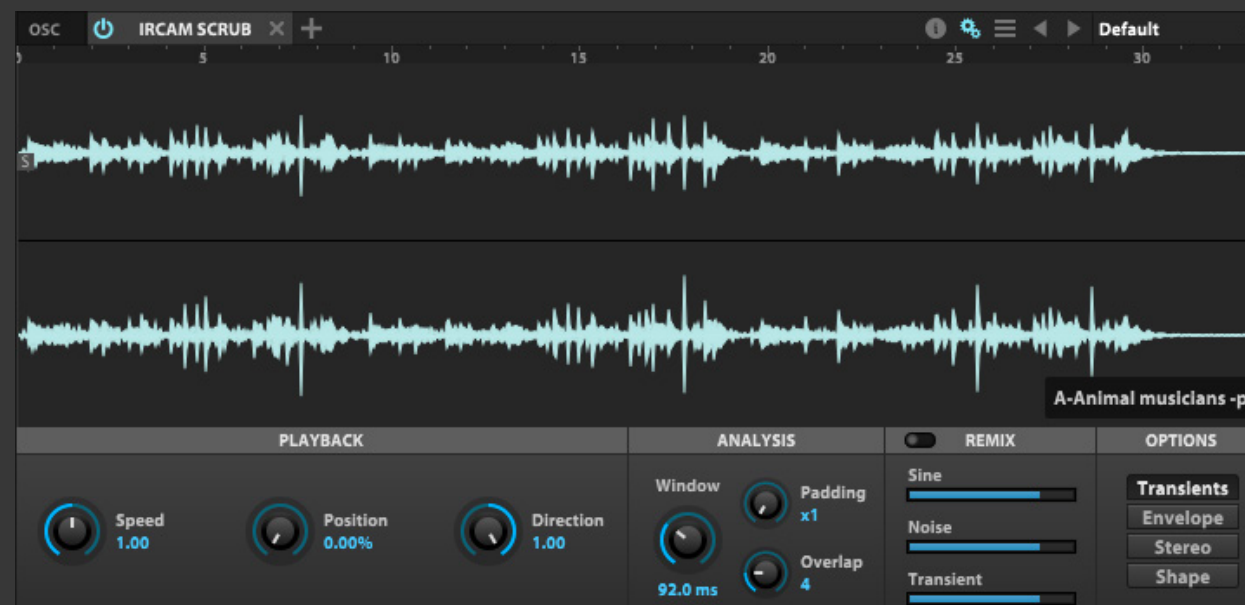 OSC IRCAM SCRUB Default
0 5 10 15 20 25 30
S
A-Animal musicians -p
PLAYBACK ANALYSIS REMIX OPTIONS
Speed
1.00
Position
0.00%
Direction
1.00
Window
92.0 ms
Padding
x1
Overlap
4
Sine
Noise
Transient
Transients
Envelope
Stereo
Shape